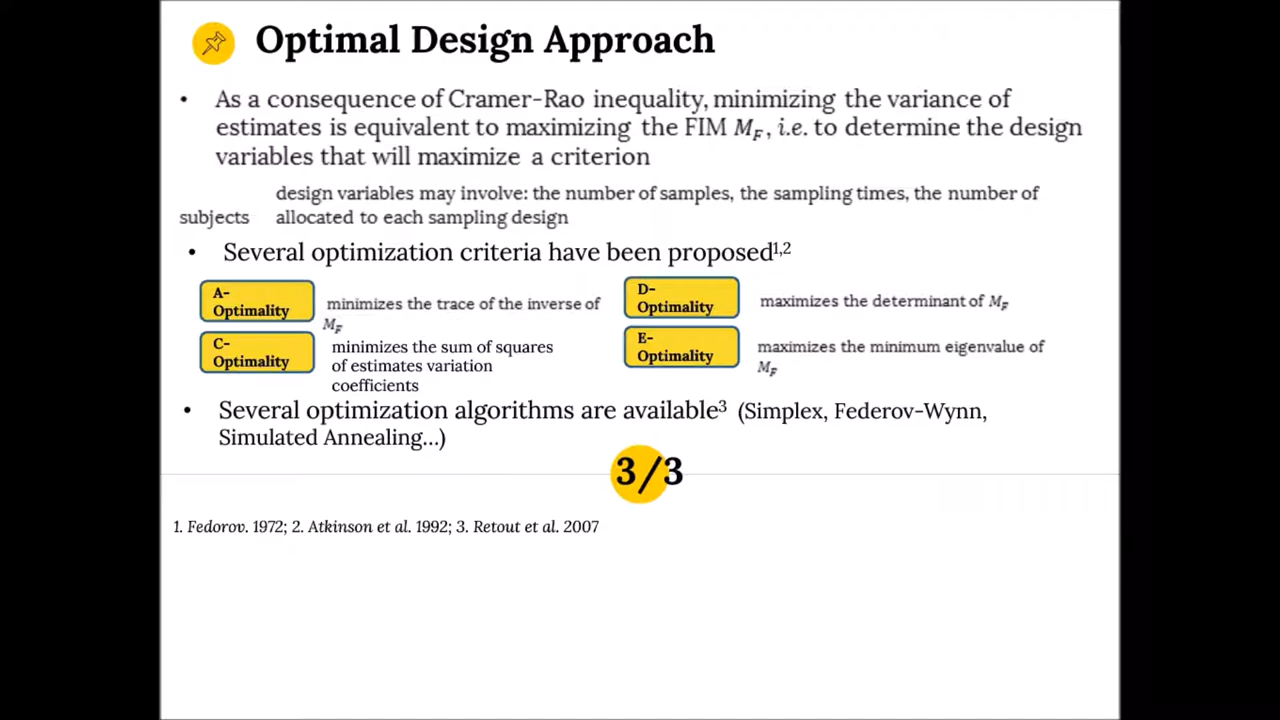 Optimal Design Approach
• As a consequence of Cramer-Rao inequality, minimizing the variance of
estimates is equivalent to maximizing the FIM M_F, i.e. to determine the design
variables that will maximize a criterion
design variables may involve: the number of samples, the sampling times, the number of
subjects allocated to each sampling design
• Several optimization criteria have been proposed1,2
A-
Optimality
minimizes the trace of the inverse of
M_F
D-
Optimality
maximizes the determinant of M_F
C-
Optimality
minimizes the sum of squares
of estimates variation
coefficients
E-
Optimality
maximizes the minimum eigenvalue of
M_F
• Several optimization algorithms are available3 (Simplex, Federov-Wynn,
Simulated Annealing...)
3/3
1. Fedorov. 1972; 2. Atkinson et al. 1992; 3. Retout et al. 2007